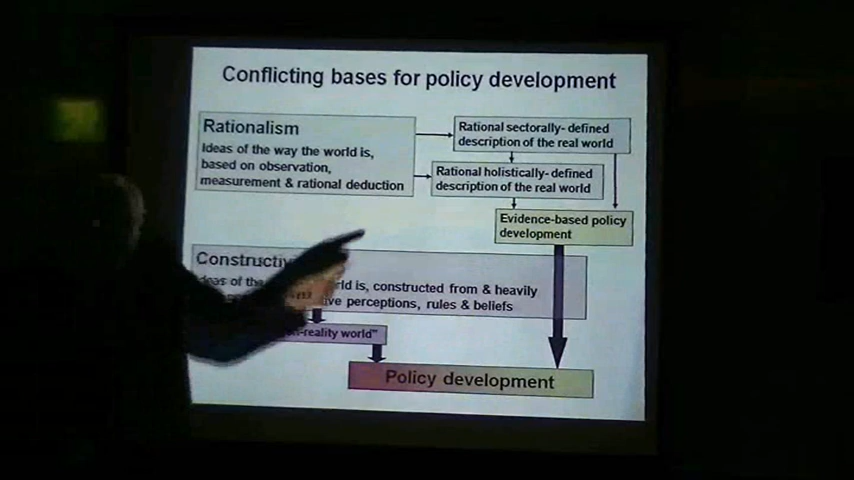 Conflicting bases for policy development
Rationalism
Ideas of the way the world is,
based on observation,
measurement & rational deduction
Rational sectorally- defined
description of the real world
Rational holistically- defined
description of the real world
Evidence-based policy
development
Constructiv
Ideas of the rld is, constructed from & heavily
ive perceptions, rules & beliefs
-reality world"
Policy development